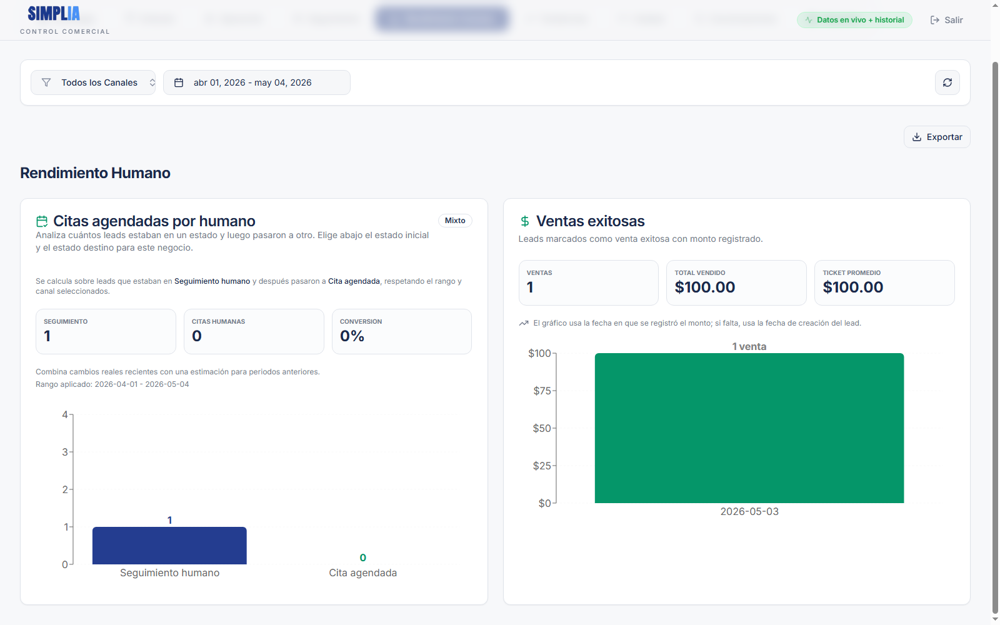 SIMPLIA
CONTROL COMERCIAL
Datos en vivo + historial
Salir
Todos los Canales
abr 01, 2026 - may 04, 2026
Exportar
Rendimiento Humano
Citas agendadas por humano
Mixto
Analiza cuántos leads estaban en un estado y luego pasaron a otro. Elige abajo el estado inicial
y el estado destino para este negocio.
Se calcula sobre leads que estaban en Seguimiento humano y después pasaron a Cita agendada, respetando el rango y
canal seleccionados.
SEGUIMIENTO
1
CITAS HUMANAS
0
CONVERSION
0%
Combina cambios reales recientes con una estimación para periodos anteriores.
Rango aplicado: 2026-04-01 - 2026-05-04
4
3
2
1
0
1
0
Seguimiento humano
Cita agendada
Ventas exitosas
Leads marcados como venta exitosa con monto registrado.
VENTAS
1
TOTAL VENDIDO
$100.00
TICKET PROMEDIO
$100.00
El gráfico usa la fecha en que se registró el monto; si falta, usa la fecha de creación del lead.
1 venta
$100
$75
$50
$25
$0
2026-05-03